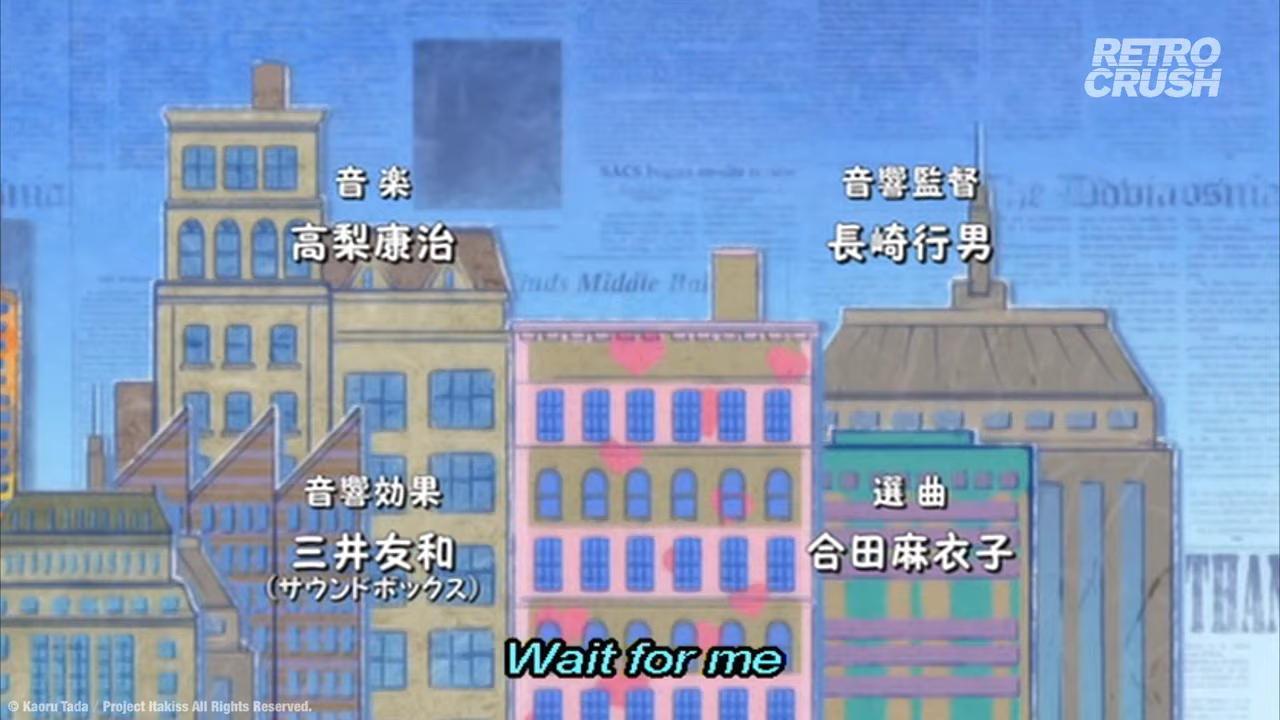 RETRO
CRUSH
音楽
高梨康治
音響監督
長崎行男
The
Middle
音響効果
三井友和
(サウンドボックス)
選曲
合田麻衣子
Wait for me
© Kaoru Tada / Project Itakiss All Rights Reserved.